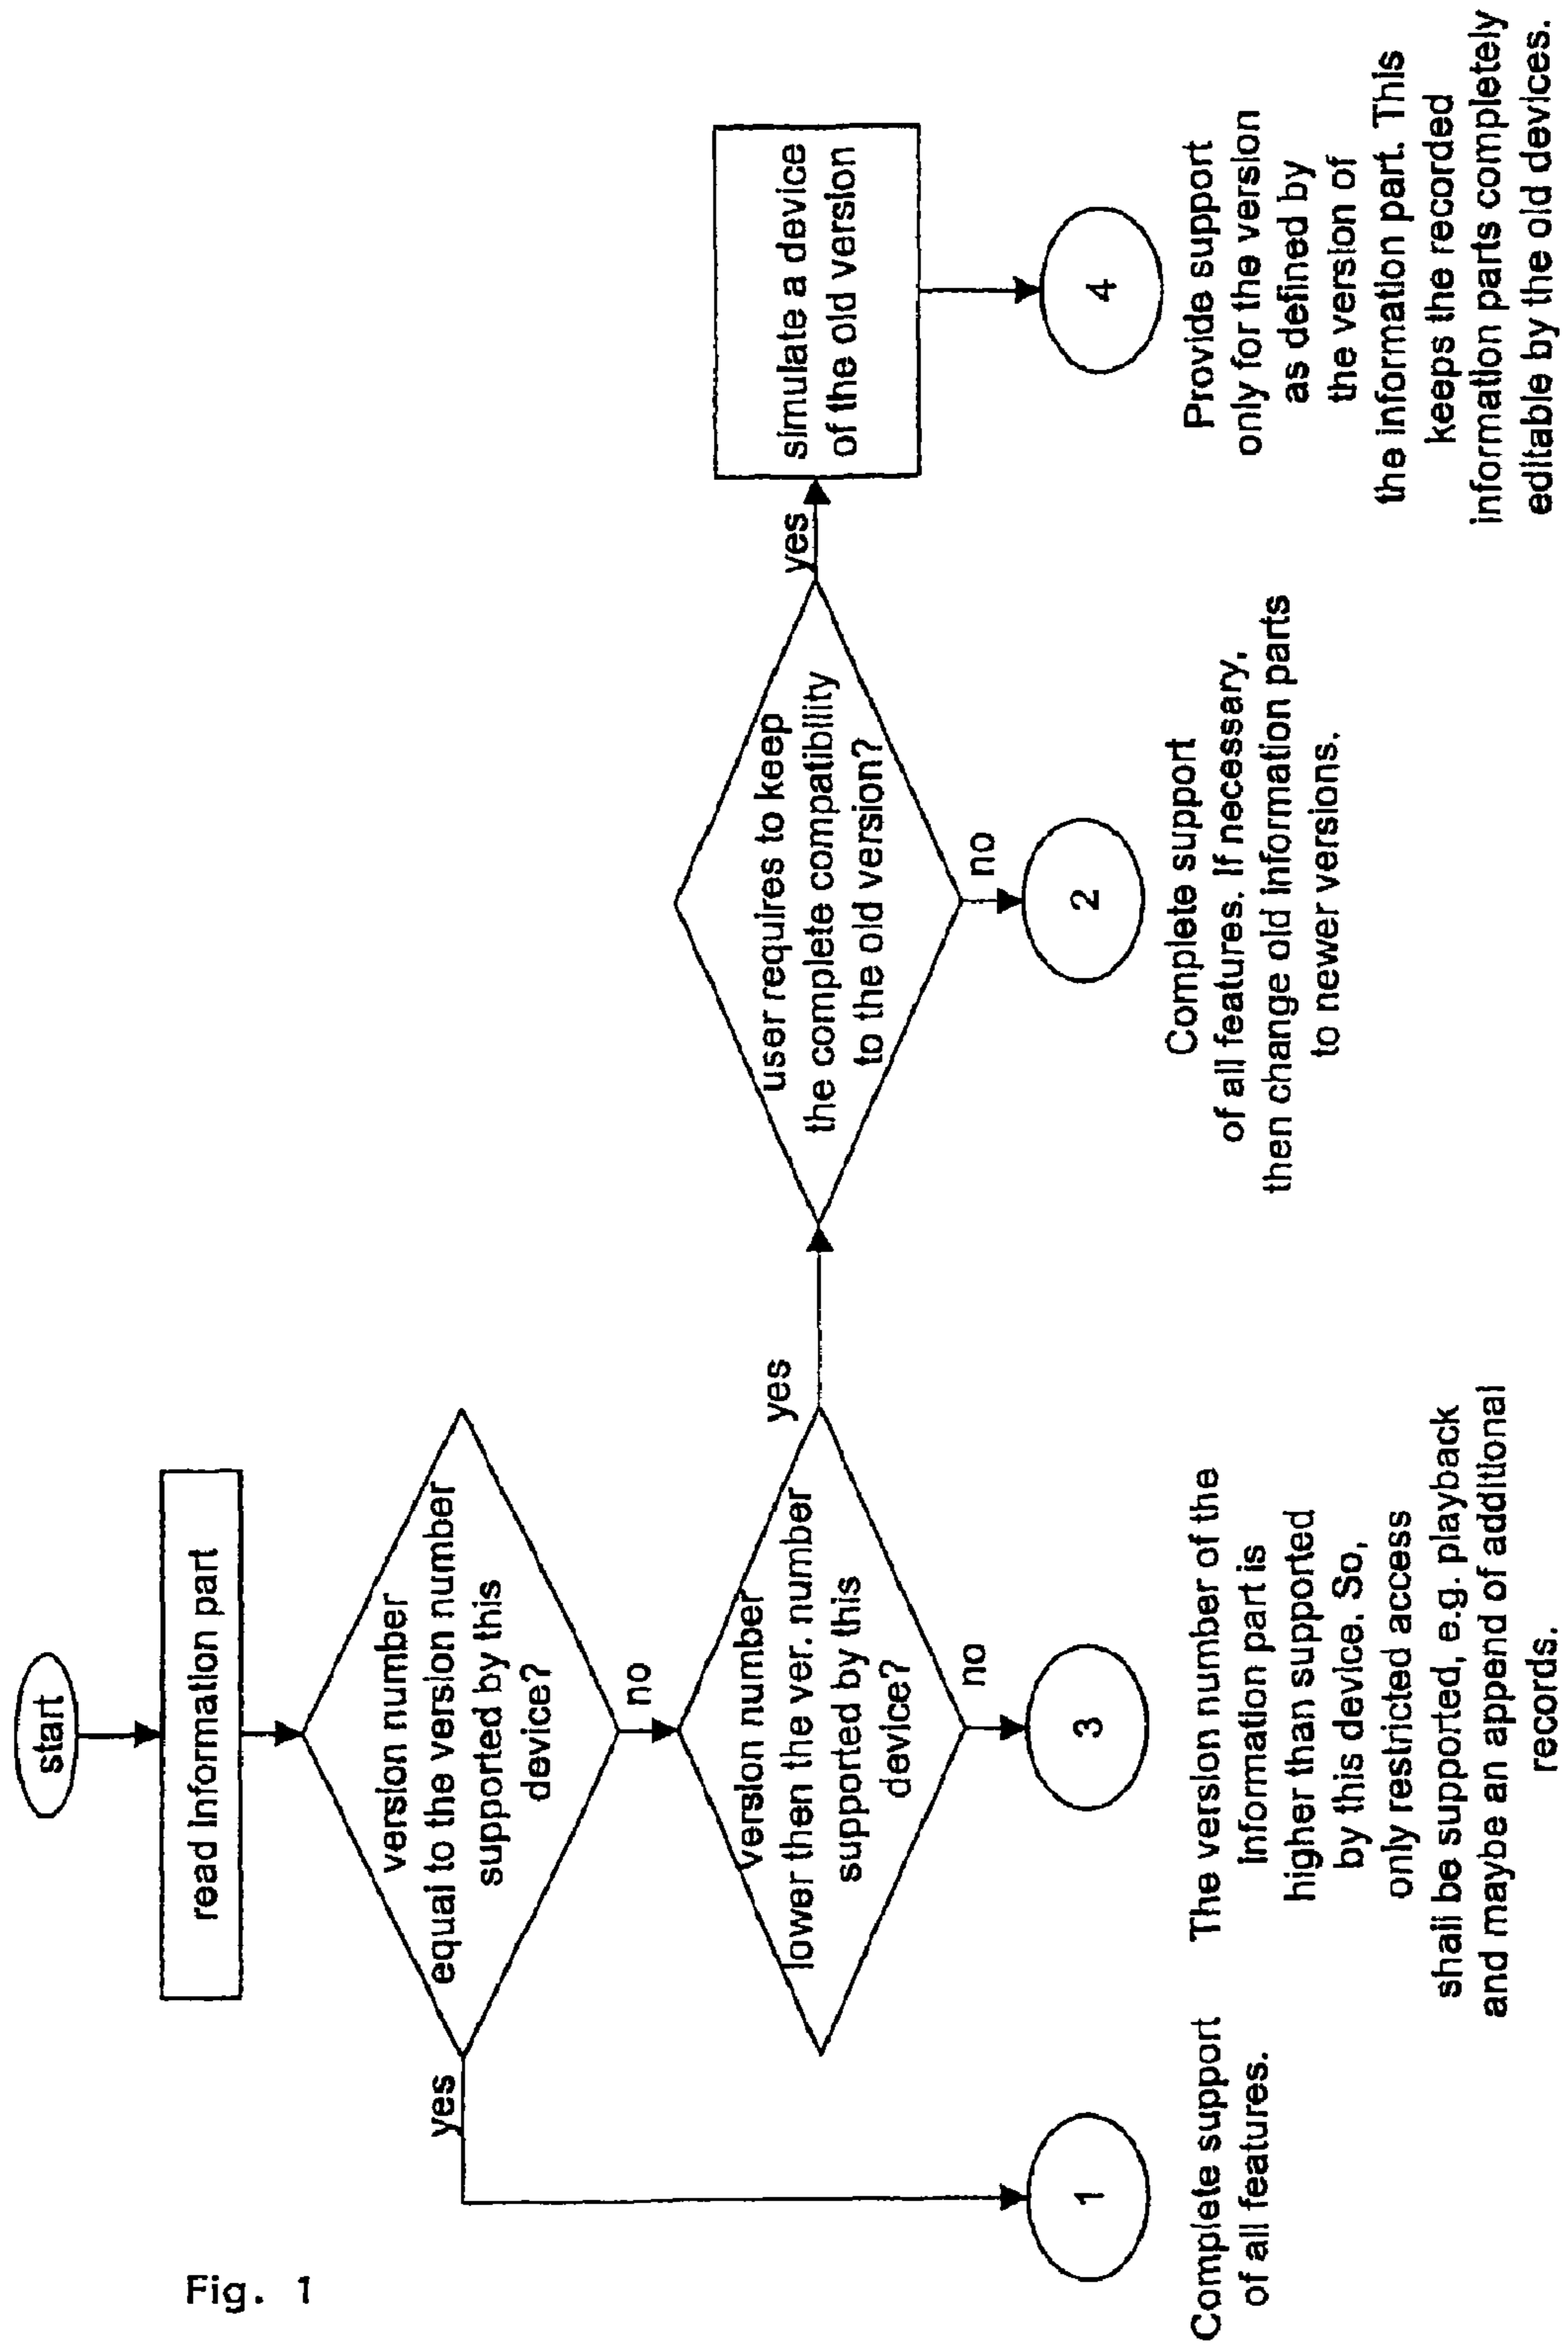 Fig. 1
start
read information part
version number
equal to the version number
supported by this
device?
yes
no
version number
lower then the ver. number
supported by this
device?
yes
no
user requires to keep
the complete compatibility
to the old version?
yes
no
simulate a device
of the old version
1
Complete support
of all features.
3
The version number of the
information part is
higher than supported
by this device. So,
only restricted access
shall be supported, e.g. playback
and maybe an append of additional
records.
2
Complete support
of all features. If necessary,
then change old information parts
to newer versions.
4
Provide support
only for the version
as defined by
the version of
the information part. This
keeps the recorded
information parts completely
editable by the old devices.